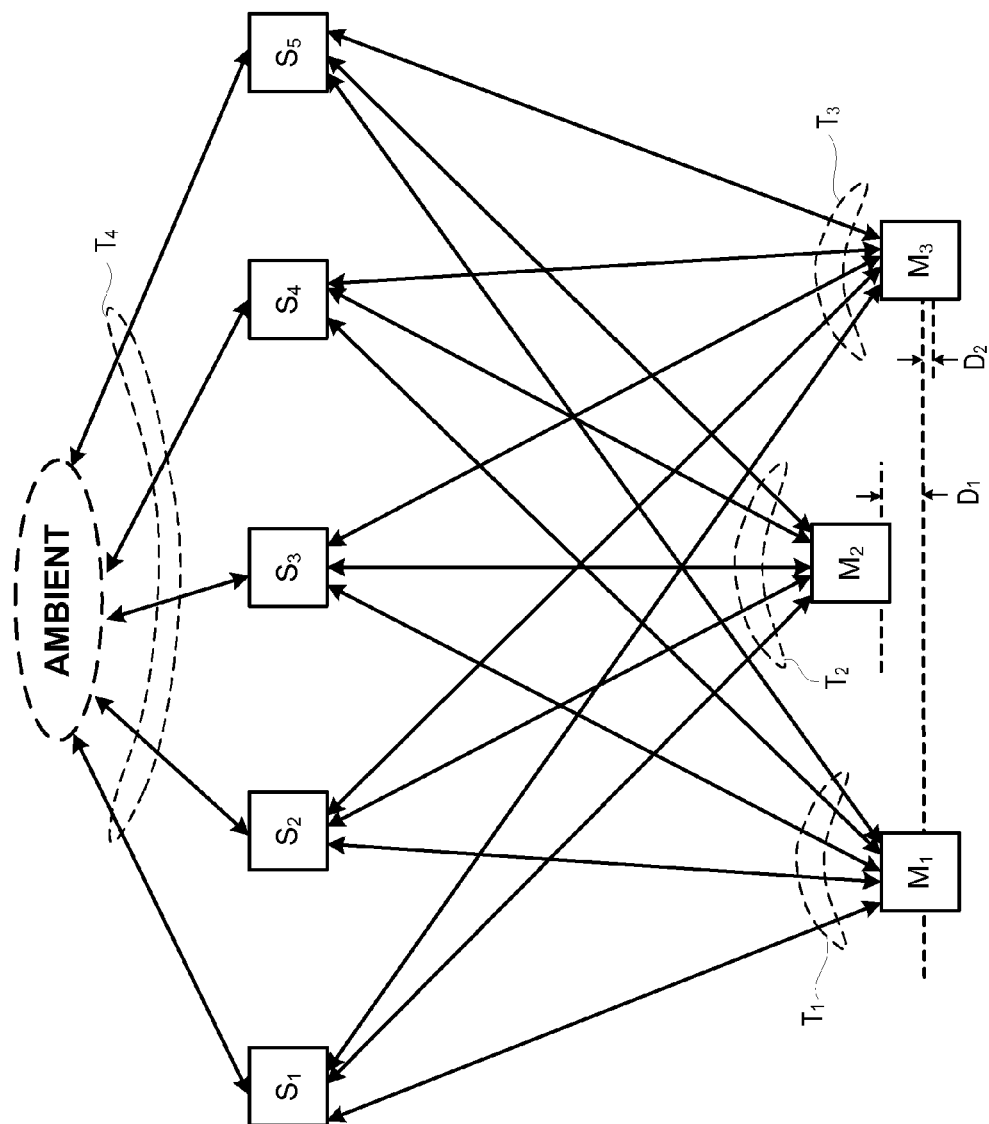 AMBIENT
T₄
S₁
S₂
S₃
S₄
S₅
T₁
T₂
T₃
M₁
M₂
M₃
D₁
D₂